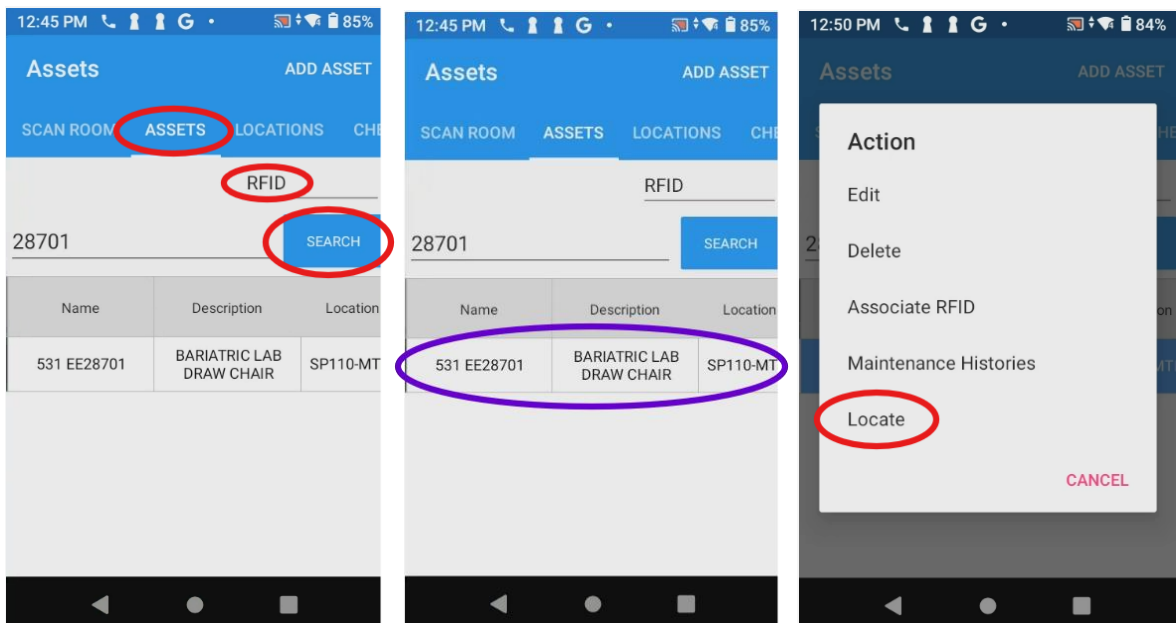 12:45 PM G 85%
Assets ADD ASSET
SCAN ROOM ASSETS LOCATIONS CHE
RFID
28701 SEARCH
Name Description Location
531 EE28701 BARIATRIC LAB DRAW CHAIR SP110-MT
12:45 PM G 85%
Assets ADD ASSET
SCAN ROOM ASSETS LOCATIONS CHE
RFID
28701 SEARCH
Name Description Location
531 EE28701 BARIATRIC LAB DRAW CHAIR SP110-MT
12:50 PM G 84%
Assets ADD ASSET
Action
Edit
Delete
Associate RFID
Maintenance Histories
Locate
CANCEL